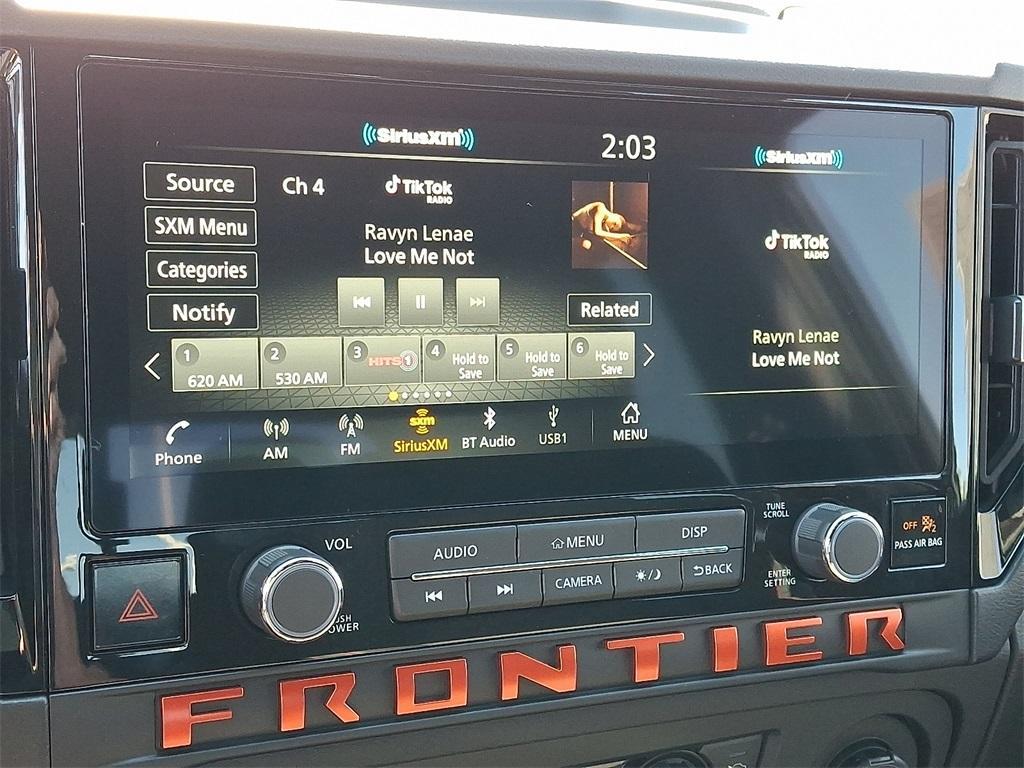 SiriusXM
2:03
SiriusXM
Source
Ch 4
TikTok
RADIO
SXM Menu
Ravyn Lenae
Love Me Not
Categories
Notify
Related
1 620 AM
2 530 AM
3 HITS 1
4 Hold to Save
5 Hold to Save
6 Hold to Save
Phone
AM
FM
sxm
SiriusXM
BT Audio
USB1
MENU
TikTok
RADIO
Ravyn Lenae
Love Me Not
VOL
AUDIO
MENU
DISP
TUNE
SCROLL
CAMERA
BACK
ENTER
SETTING
OFF 2
PASS AIR BAG
FRONTIER